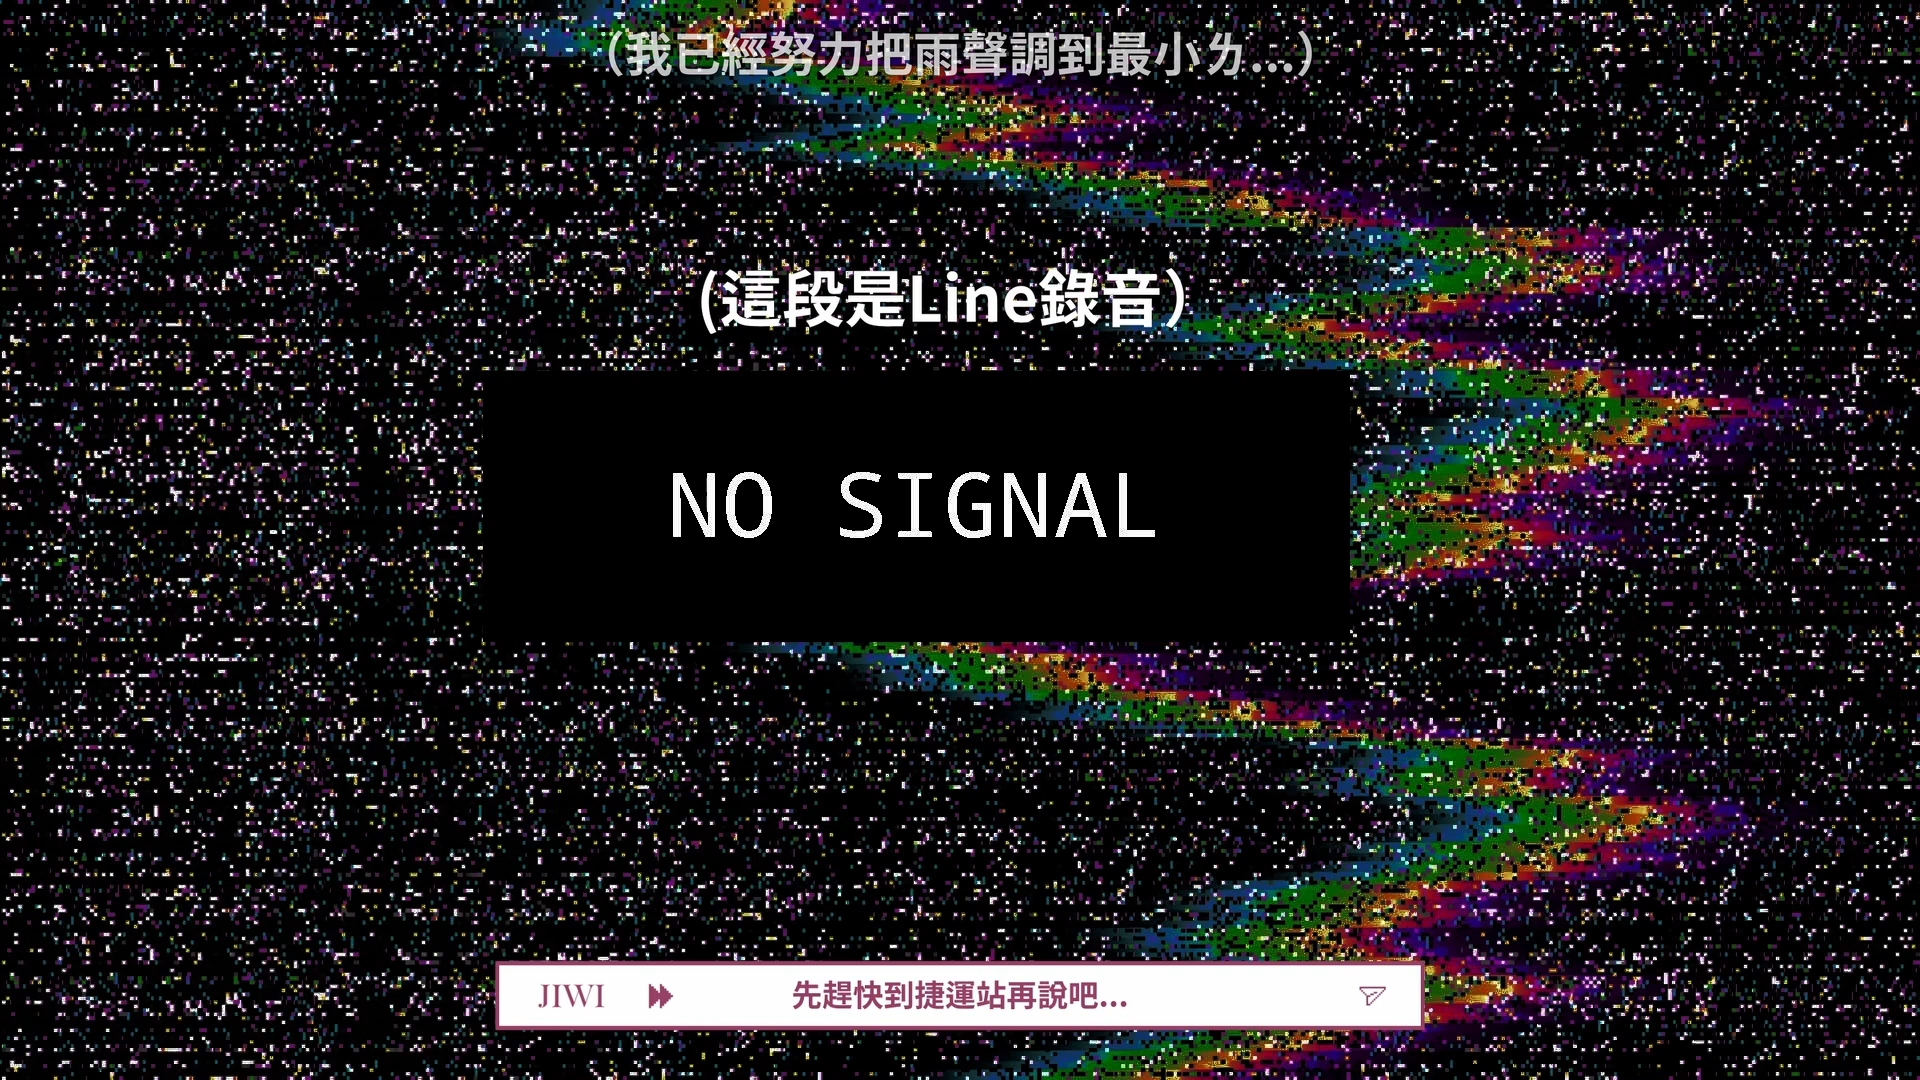 （我已經努力把雨聲調到最小ㄌ...）
(這段是Line錄音）
NO SIGNAL
JIWI 先趕快到捷運站再說吧...